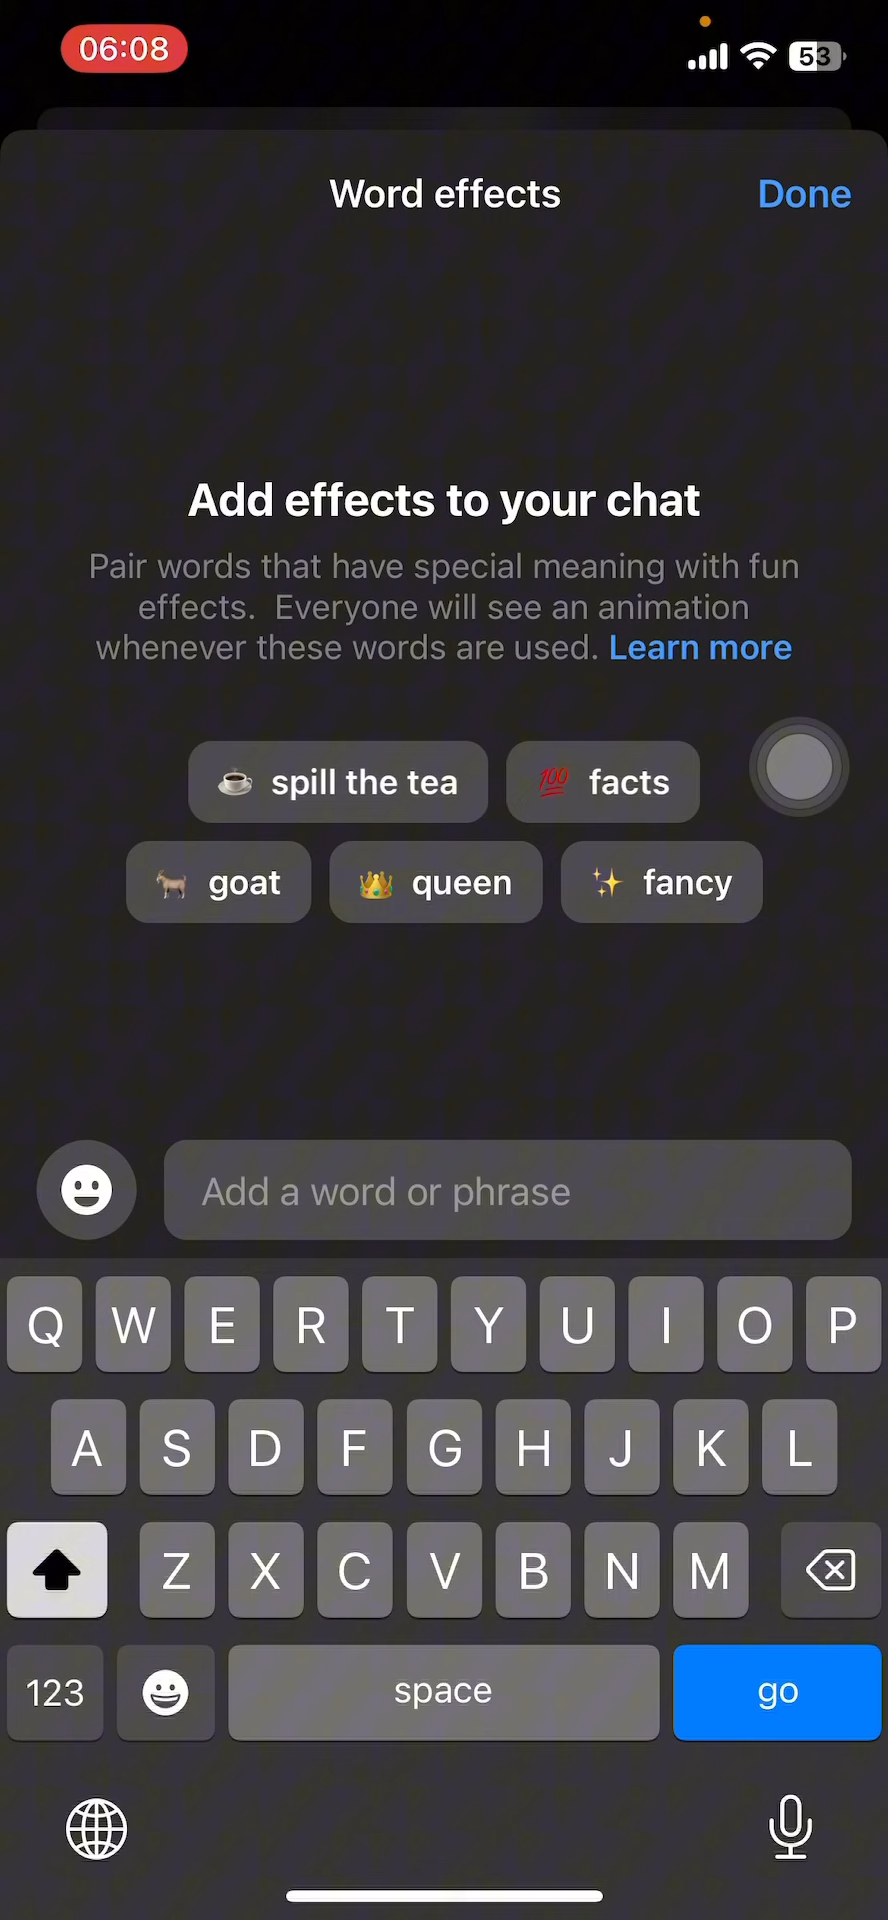 06:08
53
Word effects
Done
Add effects to your chat
Pair words that have special meaning with fun
effects.  Everyone will see an animation
whenever these words are used. Learn more
☕ spill the tea
💯 facts
🐐 goat
👑 queen
✨ fancy
Add a word or phrase
Q W E R T Y U I O P
A S D F G H J K L
Z X C V B N M
123
space
go